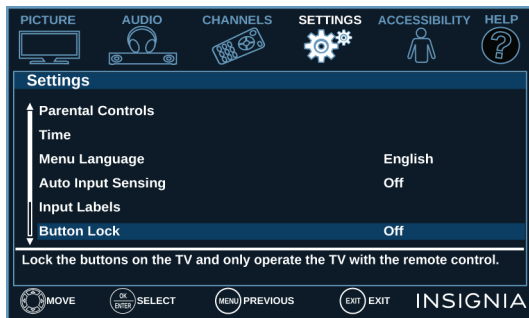 PICTURE AUDIO CHANNELS SETTINGS ACCESSIBILITY HELP
?
Settings
Parental Controls
Time
Menu Language English
Auto Input Sensing Off
Input Labels
Button Lock Off
Lock the buttons on the TV and only operate the TV with the remote control.
MOVE OK ENTER SELECT MENU PREVIOUS EXIT EXIT INSIGNIA